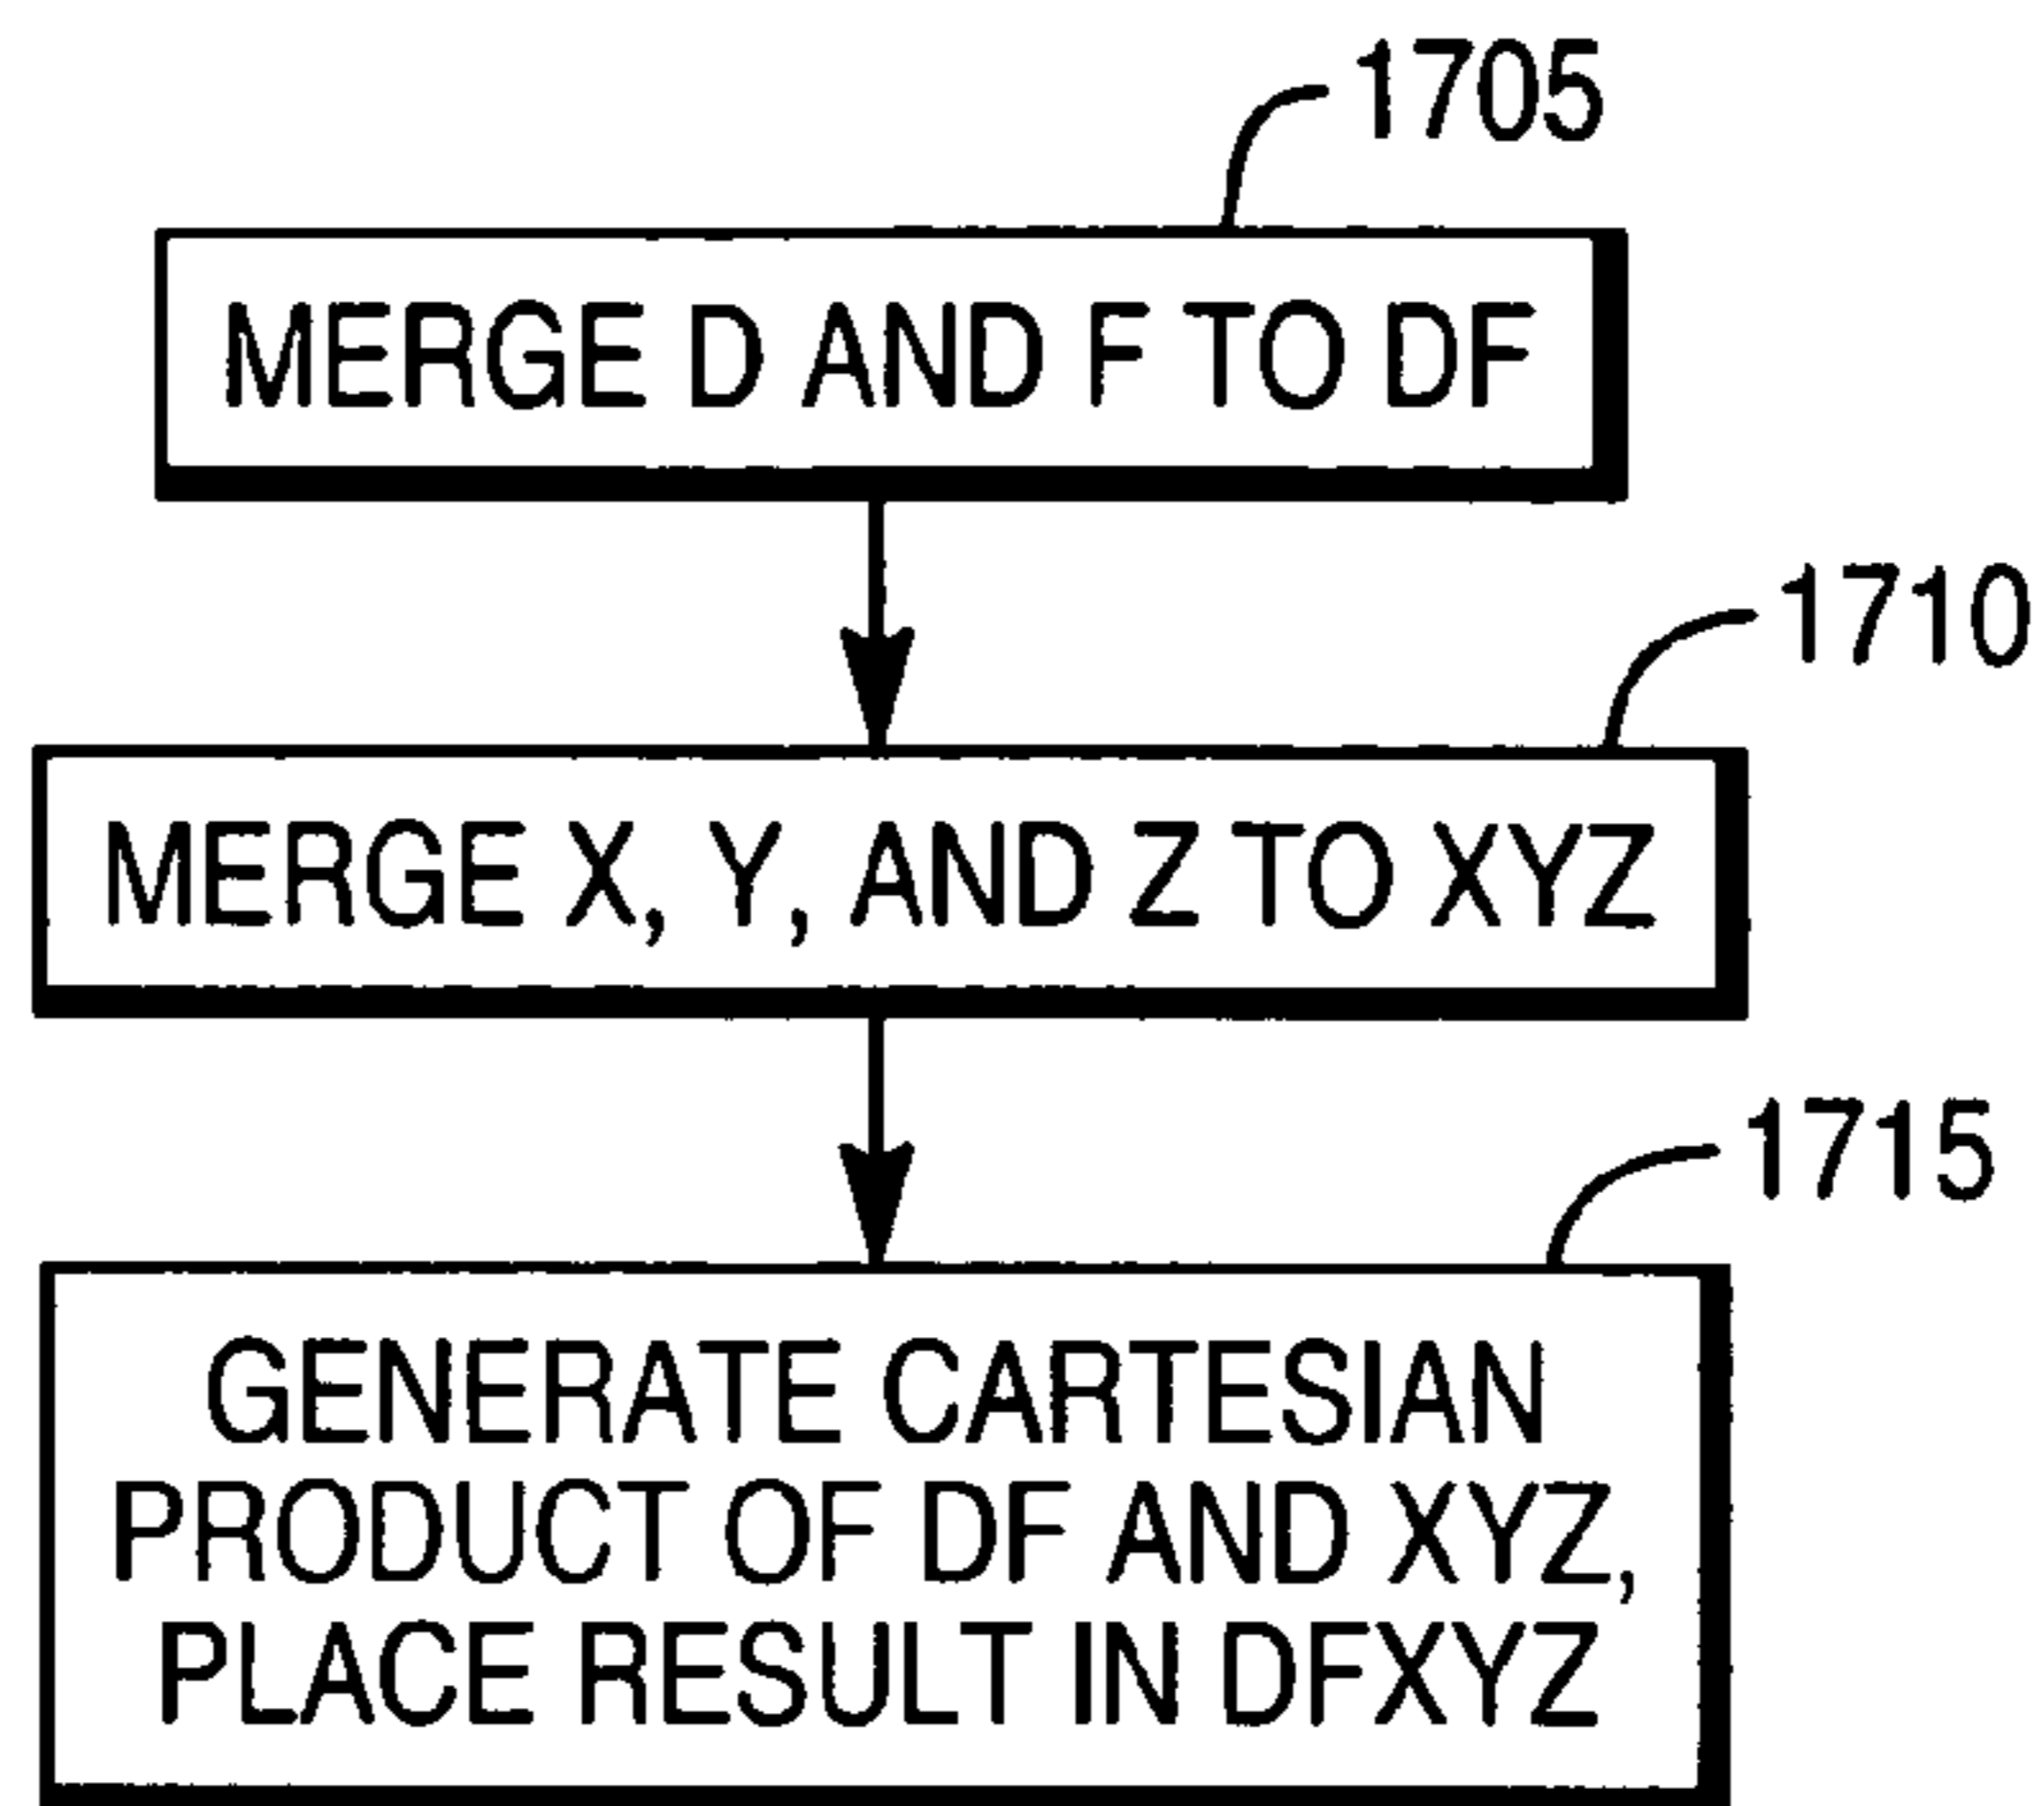 1705
MERGE D AND F TO DF
1710
MERGE X, Y, AND Z TO XYZ
1715
GENERATE CARTESIAN
PRODUCT OF DF AND XYZ,
PLACE RESULT IN DFXYZ